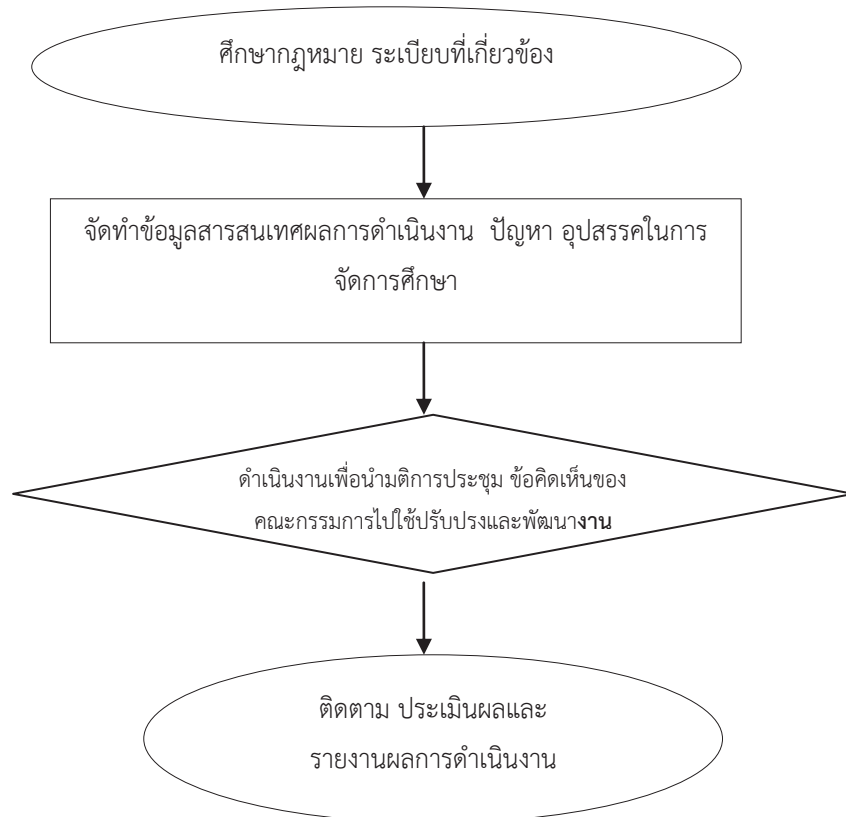 ศึกษากฎหมาย ระเบียบที่เกี่ยวข้อง
จัดทำข้อมูลสารสนเทศผลการดำเนินงาน ปัญหา อุปสรรคในการ
จัดการศึกษา
ดำเนินงานเพื่อนำมติการประชุม ข้อคิดเห็นของ
คณะกรรมการไปใช้ปรับปรุงและพัฒนางาน
ติดตาม ประเมินผลและ
รายงานผลการดำเนินงาน